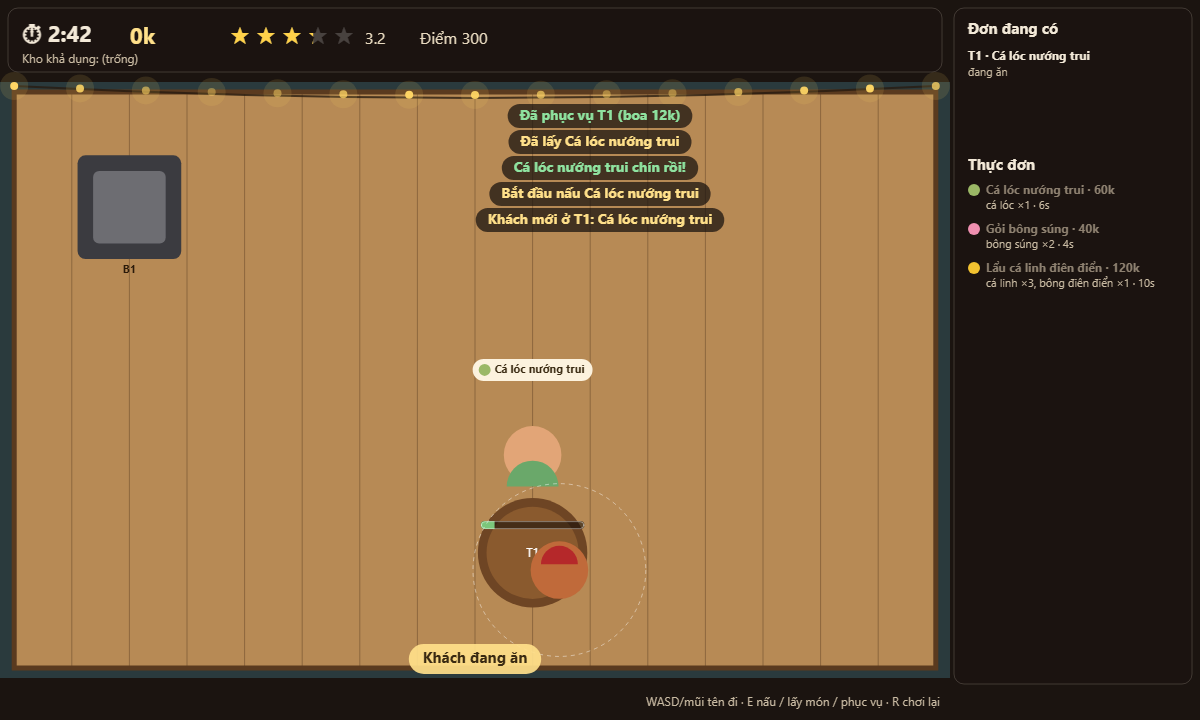 2:42
0k
3.2
Điểm 300
Kho khả dụng: (trống)
Đã phục vụ T1 (boa 12k)
Đã lấy Cá lóc nướng trui
Cá lóc nướng trui chín rồi!
Bắt đầu nấu Cá lóc nướng trui
Khách mới ở T1: Cá lóc nướng trui
B1
Cá lóc nướng trui
T1
Khách đang ăn
Đơn đang có
T1 · Cá lóc nướng trui
đang ăn
Thực đơn
Cá lóc nướng trui · 60k
cá lóc ×1 · 6s
Gỏi bông súng · 40k
bông súng ×2 · 4s
Lẩu cá linh điên điển · 120k
cá linh ×3, bông điên điển ×1 · 10s
WASD/mũi tên đi · E nấu / lấy món / phục vụ · R chơi lại